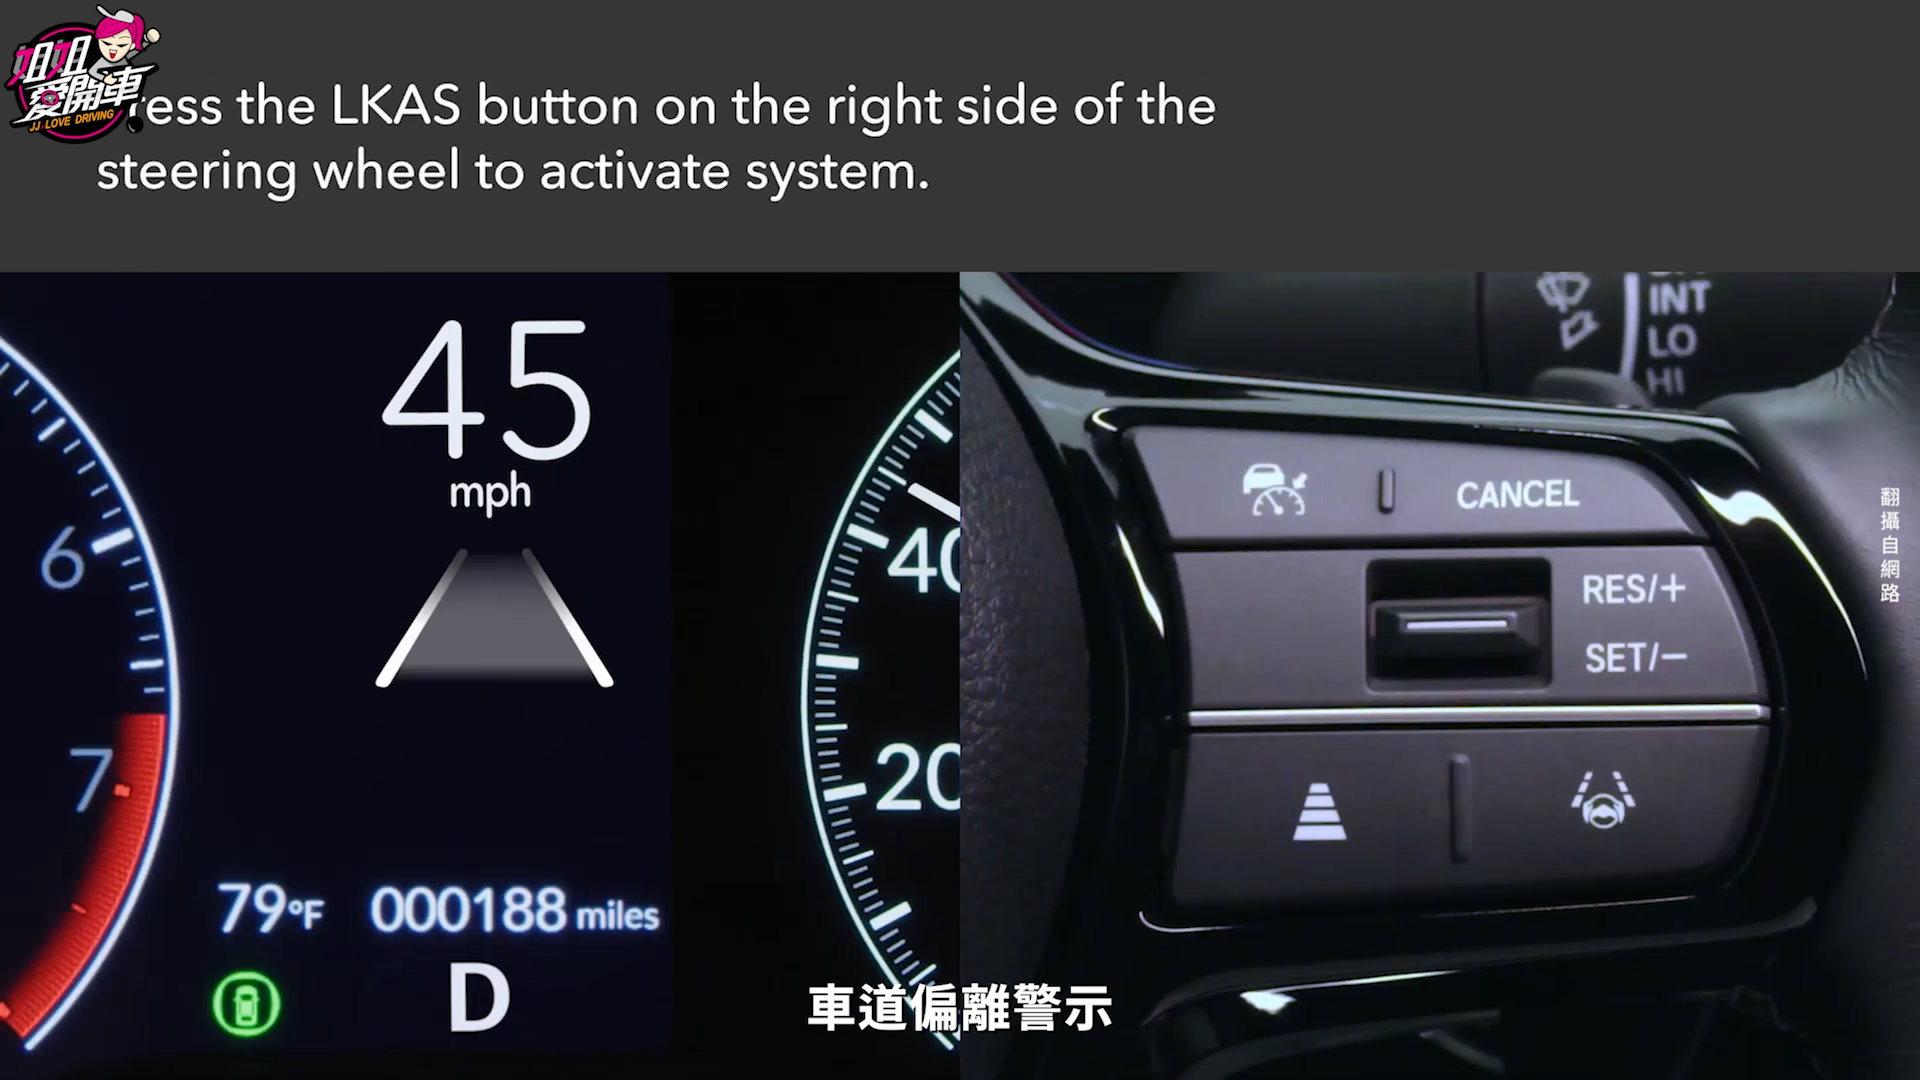 姐姐
愛開車
JJ LOVE DRIVING
ress the LKAS button on the right side of the
steering wheel to activate system.
45
mph
6
7
40
20
79°F
000188 miles
D
INT
LO
HI
CANCEL
RES/+
SET/−
翻攝自網路
車道偏離警示